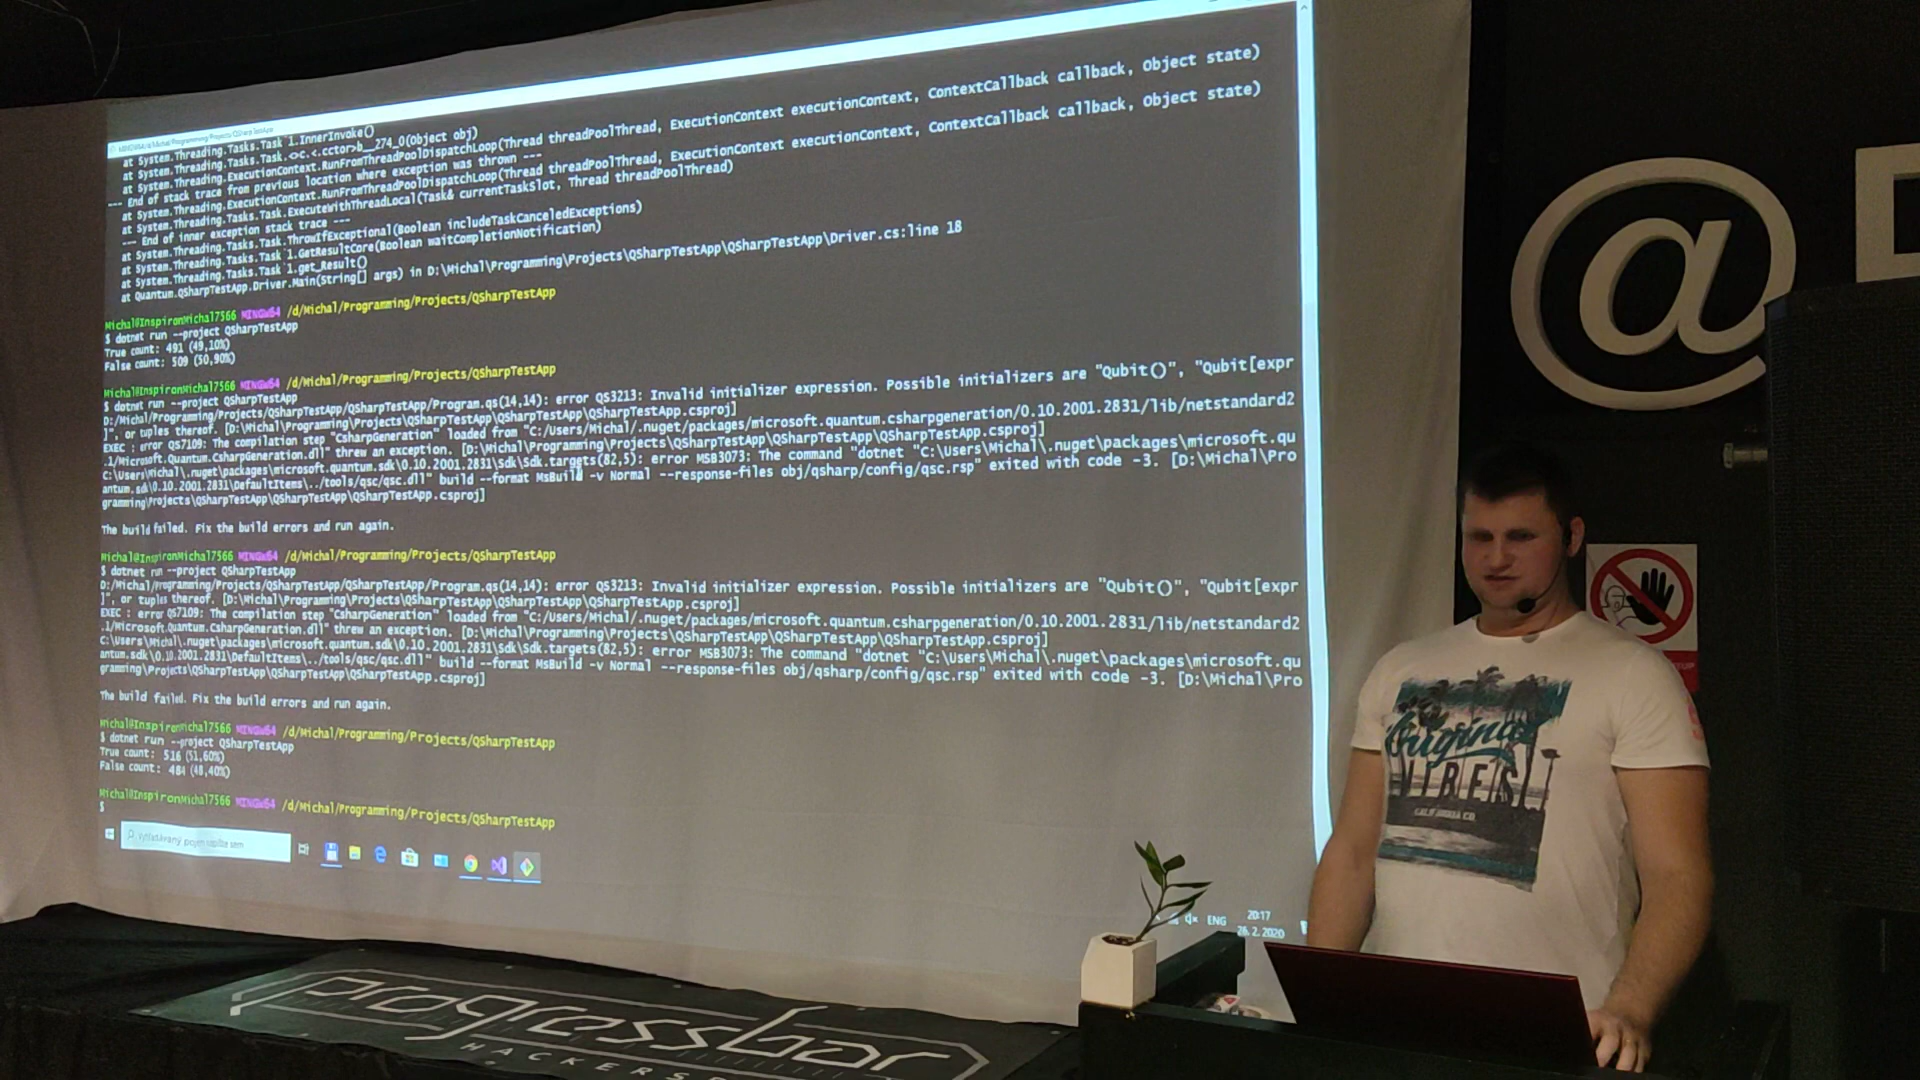 MINGW64:/d/Michal/Programming/Projects/QSharpTestApp
at System.Threading.Tasks.Task`1.InnerInvoke()
at System.Threading.Tasks.Task.<>c.<.cctor>b__274_0(Object obj)
at System.Threading.ExecutionContext.RunFromThreadPoolDispatchLoop(Thread threadPoolThread, ExecutionContext executionContext, ContextCallback callback, Object state)
--- End of stack trace from previous location where exception was thrown ---
at System.Threading.ExecutionContext.RunFromThreadPoolDispatchLoop(Thread threadPoolThread, ExecutionContext executionContext, ContextCallback callback, Object state)
at System.Threading.Tasks.Task.ExecuteWithThreadLocal(Task& currentTaskSlot, Thread threadPoolThread)
--- End of inner exception stack trace ---
at System.Threading.Tasks.Task.ThrowIfExceptional(Boolean includeTaskCanceledExceptions)
at System.Threading.Tasks.Task`1.GetResultCore(Boolean waitCompletionNotification)
at System.Threading.Tasks.Task`1.get_Result()
at Quantum.QSharpTestApp.Driver.Main(String[] args) in D:\Michal\Programming\Projects\QSharpTestApp\QSharpTestApp\Driver.cs:line 18
Michal@InspironMichal7566 MINGW64 /d/Michal/Programming/Projects/QSharpTestApp
$ dotnet run --project QSharpTestApp
True count: 491 (49,10%)
False count: 509 (50,90%)
Michal@InspironMichal7566 MINGW64 /d/Michal/Programming/Projects/QSharpTestApp
$ dotnet run --project QSharpTestApp
D:/Michal/Programming/Projects/QSharpTestApp/QSharpTestApp/Program.qs(14,14): error QS3213: Invalid initializer expression. Possible initializers are "Qubit()", "Qubit[expr
]", or tuples thereof. [D:\Michal\Programming\Projects\QSharpTestApp\QSharpTestApp\QSharpTestApp.csproj]
EXEC : error QS7109: The compilation step "CsharpGeneration" loaded from "C:/Users/Michal/.nuget/packages/microsoft.quantum.csharpgeneration/0.10.2001.2831/lib/netstandard2
.1/Microsoft.Quantum.CsharpGeneration.dll" threw an exception. [D:\Michal\Programming\Projects\QSharpTestApp\QSharpTestApp\QSharpTestApp.csproj]
C:\Users\Michal\.nuget\packages\microsoft.quantum.sdk\0.10.2001.2831\Sdk\Sdk.targets(82,5): error MSB3073: The command "dotnet "C:\Users\Michal\.nuget\packages\microsoft.qu
antum.sdk\0.10.2001.2831\DefaultItems\../tools/qsc/qsc.dll" build --format MsBuild -v Normal --response-files obj/qsharp/config/qsc.rsp" exited with code -3. [D:\Michal\Pro
gramming\Projects\QSharpTestApp\QSharpTestApp\QSharpTestApp.csproj]
The build failed. Fix the build errors and run again.
Michal@InspironMichal7566 MINGW64 /d/Michal/Programming/Projects/QSharpTestApp
$ dotnet run --project QSharpTestApp
D:/Michal/Programming/Projects/QSharpTestApp/QSharpTestApp/Program.qs(14,14): error QS3213: Invalid initializer expression. Possible initializers are "Qubit()", "Qubit[expr
]", or tuples thereof. [D:\Michal\Programming\Projects\QSharpTestApp\QSharpTestApp\QSharpTestApp.csproj]
EXEC : error QS7109: The compilation step "CsharpGeneration" loaded from "C:/Users/Michal/.nuget/packages/microsoft.quantum.csharpgeneration/0.10.2001.2831/lib/netstandard2
.1/Microsoft.Quantum.CsharpGeneration.dll" threw an exception. [D:\Michal\Programming\Projects\QSharpTestApp\QSharpTestApp\QSharpTestApp.csproj]
C:\Users\Michal\.nuget\packages\microsoft.quantum.sdk\0.10.2001.2831\Sdk\Sdk.targets(82,5): error MSB3073: The command "dotnet "C:\Users\Michal\.nuget\packages\microsoft.qu
antum.sdk\0.10.2001.2831\DefaultItems\../tools/qsc/qsc.dll" build --format MsBuild -v Normal --response-files obj/qsharp/config/qsc.rsp" exited with code -3. [D:\Michal\Pro
gramming\Projects\QSharpTestApp\QSharpTestApp\QSharpTestApp.csproj]
The build failed. Fix the build errors and run again.
Michal@InspironMichal7566 MINGW64 /d/Michal/Programming/Projects/QSharpTestApp
$ dotnet run --project QSharpTestApp
True count: 516 (51,60%)
False count: 484 (48,40%)
Michal@InspironMichal7566 MINGW64 /d/Michal/Programming/Projects/QSharpTestApp
$
ENG
20:17
26. 2. 2020
@
Original
VIBES
CALIFORNIA CO.
progressbar
HACKERS